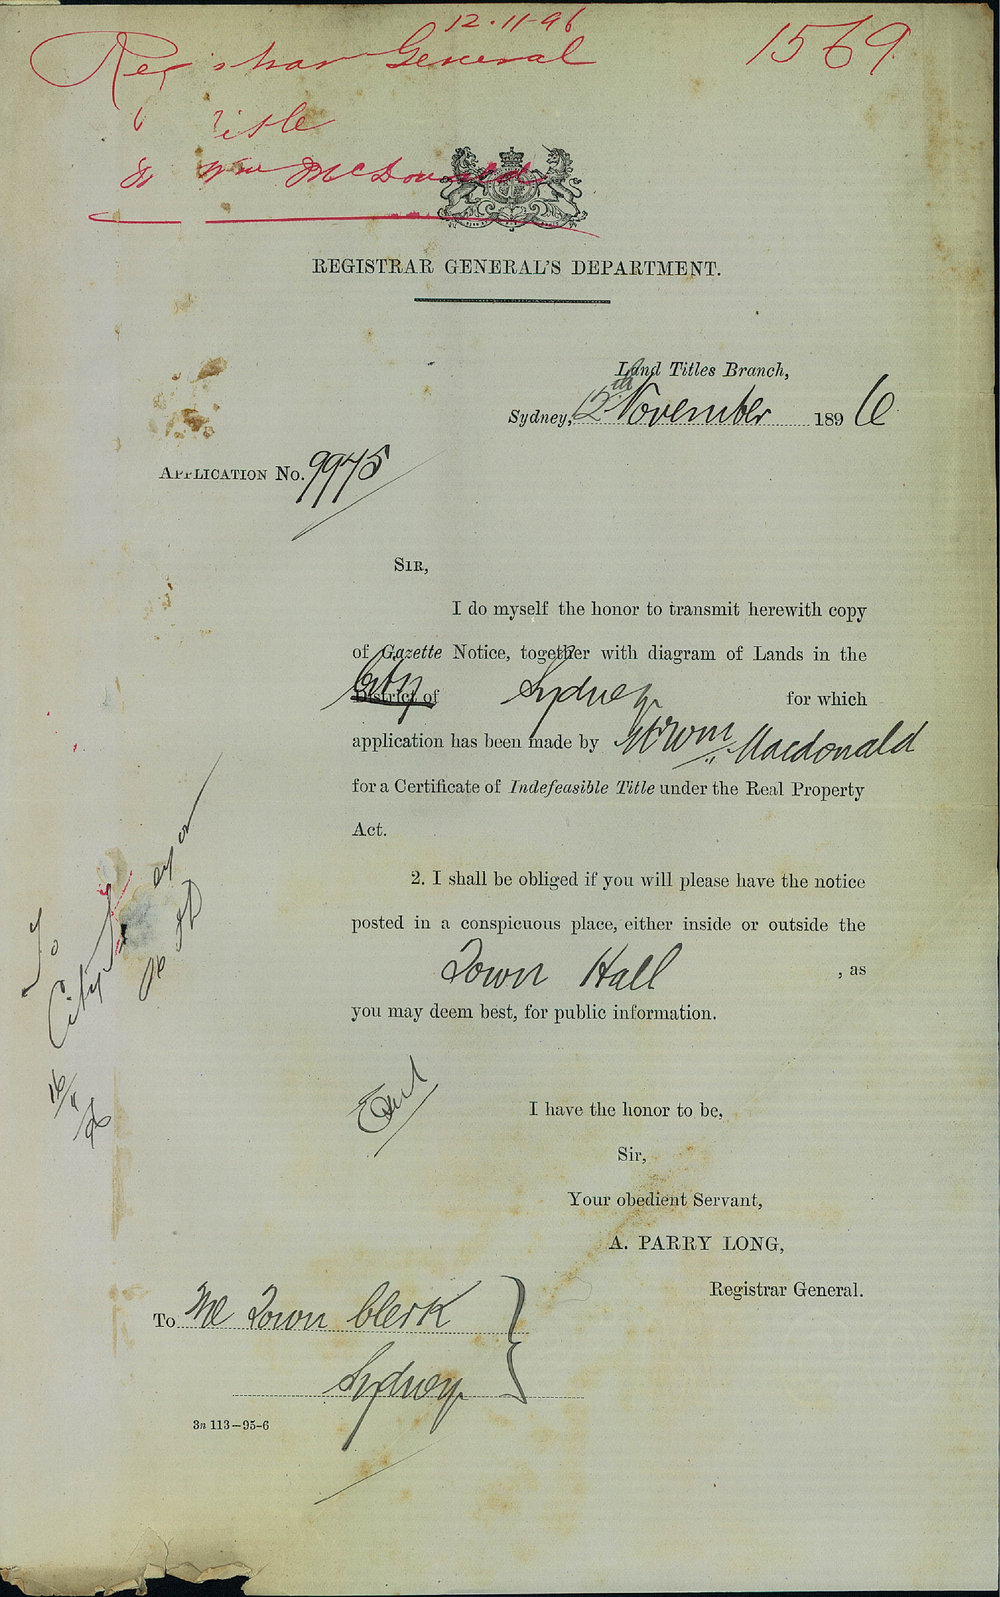 12.11.96
Registrar General
1569
Title
to Wm McDonald
REGISTRAR GENERAL'S DEPARTMENT.
Land Titles Branch,
Sydney, 12th November 1896
APPLICATION No. 9975
SIR,
I do myself the honor to transmit herewith copy
of Gazette Notice, together with diagram of Lands in the
City
District of Sydney for which
application has been made by Mr Wm Macdonald
for a Certificate of Indefeasible Title under the Real Property
Act.
2. I shall be obliged if you will please have the notice
posted in a conspicuous place, either inside or outside the
Town Hall , as
you may deem best, for public information.
To
City
I have the honor to be,
Sir,
Your obedient Servant,
A. PARRY LONG,
Registrar General.
To The Town Clerk
Sydney
3n 113-95-6